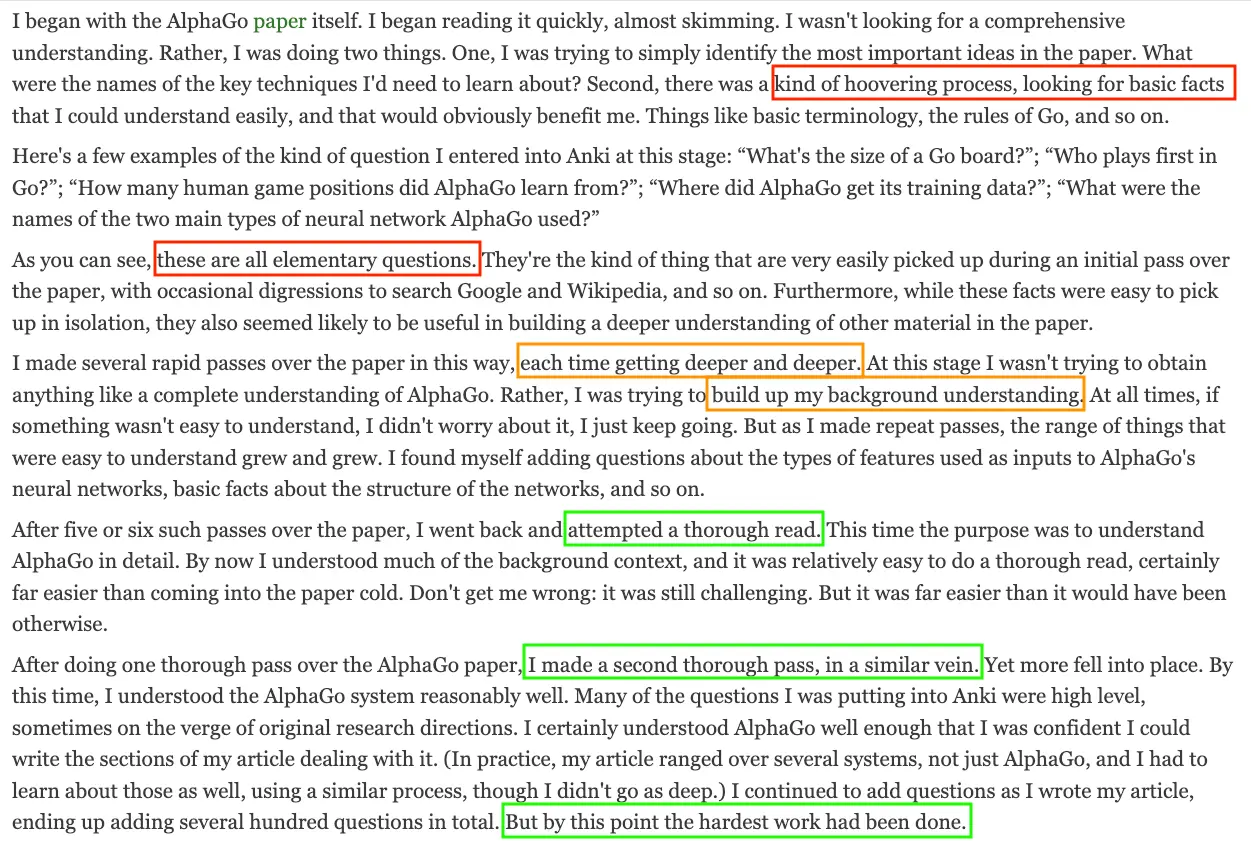 I began with the AlphaGo paper itself. I began reading it quickly, almost skimming. I wasn't looking for a comprehensive
understanding. Rather, I was doing two things. One, I was trying to simply identify the most important ideas in the paper. What
were the names of the key techniques I'd need to learn about? Second, there was a kind of hoovering process, looking for basic facts
that I could understand easily, and that would obviously benefit me. Things like basic terminology, the rules of Go, and so on.
Here's a few examples of the kind of question I entered into Anki at this stage: “What's the size of a Go board?”; “Who plays first in
Go?”; “How many human game positions did AlphaGo learn from?”; “Where did AlphaGo get its training data?”; “What were the
names of the two main types of neural network AlphaGo used?”
As you can see, these are all elementary questions. They're the kind of thing that are very easily picked up during an initial pass over
the paper, with occasional digressions to search Google and Wikipedia, and so on. Furthermore, while these facts were easy to pick
up in isolation, they also seemed likely to be useful in building a deeper understanding of other material in the paper.
I made several rapid passes over the paper in this way, each time getting deeper and deeper. At this stage I wasn't trying to obtain
anything like a complete understanding of AlphaGo. Rather, I was trying to build up my background understanding. At all times, if
something wasn't easy to understand, I didn't worry about it, I just keep going. But as I made repeat passes, the range of things that
were easy to understand grew and grew. I found myself adding questions about the types of features used as inputs to AlphaGo's
neural networks, basic facts about the structure of the networks, and so on.
After five or six such passes over the paper, I went back and attempted a thorough read. This time the purpose was to understand
AlphaGo in detail. By now I understood much of the background context, and it was relatively easy to do a thorough read, certainly
far easier than coming into the paper cold. Don't get me wrong: it was still challenging. But it was far easier than it would have been
otherwise.
After doing one thorough pass over the AlphaGo paper, I made a second thorough pass, in a similar vein. Yet more fell into place. By
this time, I understood the AlphaGo system reasonably well. Many of the questions I was putting into Anki were high level,
sometimes on the verge of original research directions. I certainly understood AlphaGo well enough that I was confident I could
write the sections of my article dealing with it. (In practice, my article ranged over several systems, not just AlphaGo, and I had to
learn about those as well, using a similar process, though I didn't go as deep.) I continued to add questions as I wrote my article,
ending up adding several hundred questions in total. But by this point the hardest work had been done.